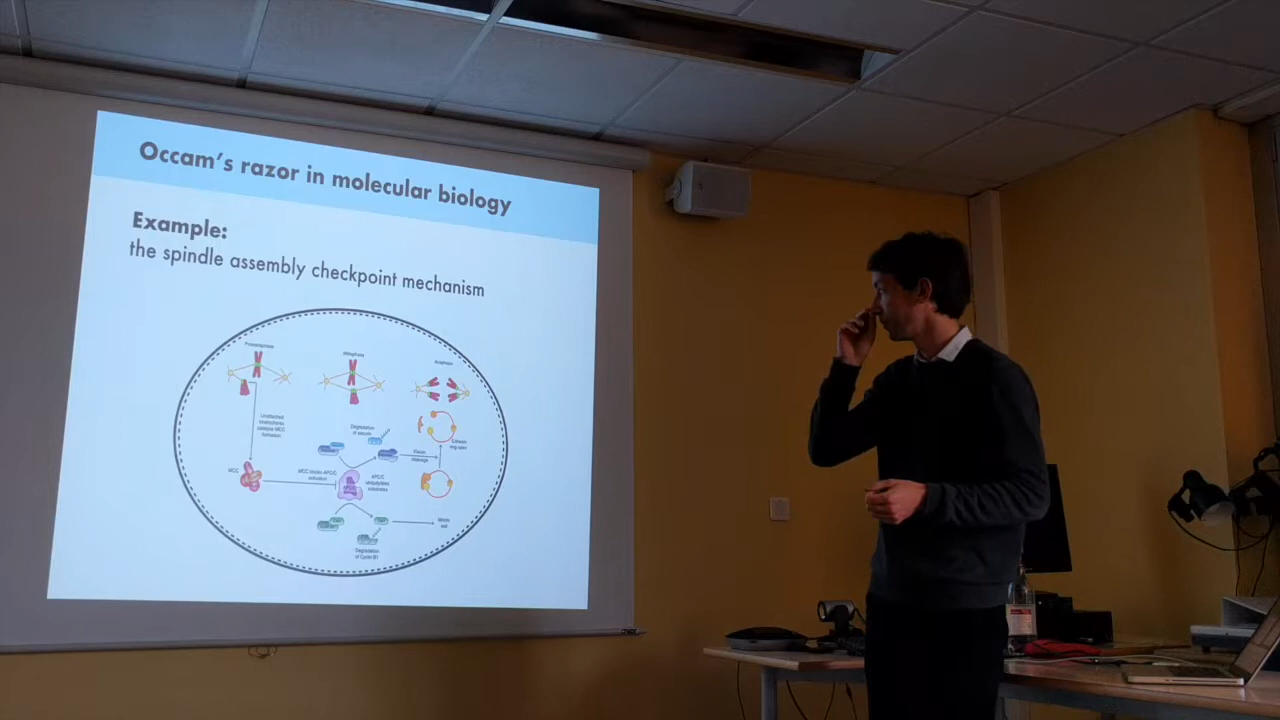 Occam's razor in molecular biology
Example:
the spindle assembly checkpoint mechanism
Prometaphase
Metaphase
Anaphase
Unattached
kinetochores
catalyse MCC
formation
Degradation
of securin
Cohesin
ring open
cleavage
MCC
MCC blocks APC/C
activation
APC/C
ubiquitylates
substrates
Mitotic
exit
Degradation
of Cyclin B1